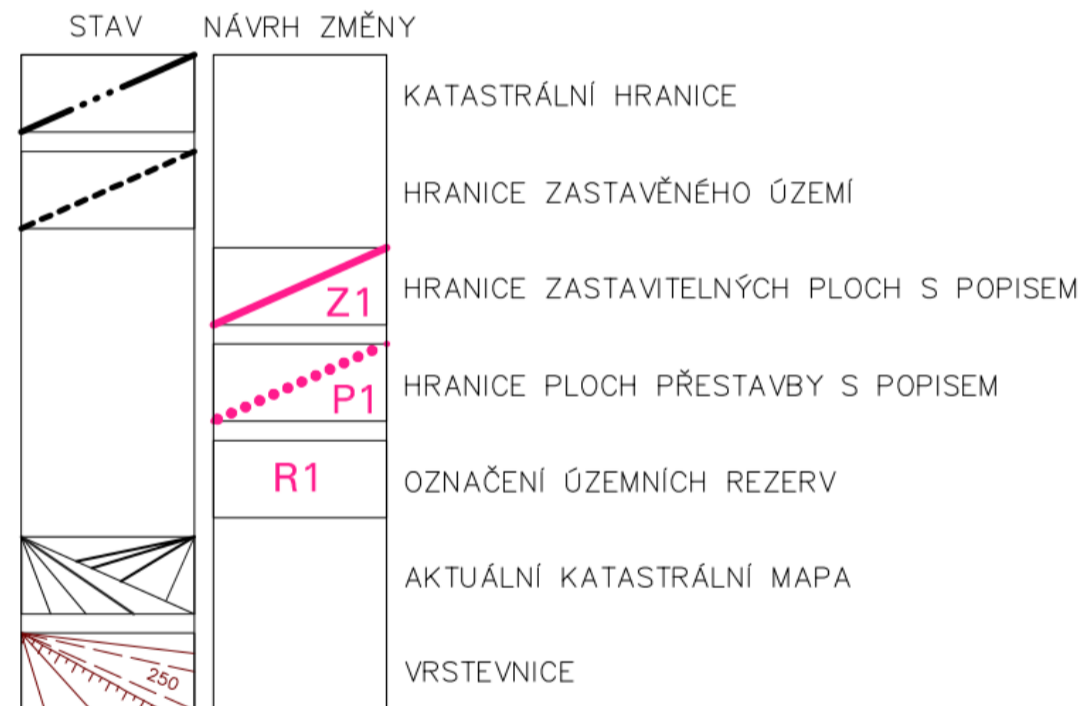 STAV NÁVRH ZMĚNY
KATASTRÁLNÍ HRANICE
HRANICE ZASTAVĚNÉHO ÚZEMÍ
Z1 HRANICE ZASTAVITELNÝCH PLOCH S POPISEM
P1 HRANICE PLOCH PŘESTAVBY S POPISEM
R1 OZNAČENÍ ÚZEMNÍCH REZERV
AKTUÁLNÍ KATASTRÁLNÍ MAPA
250 VRSTEVNICE